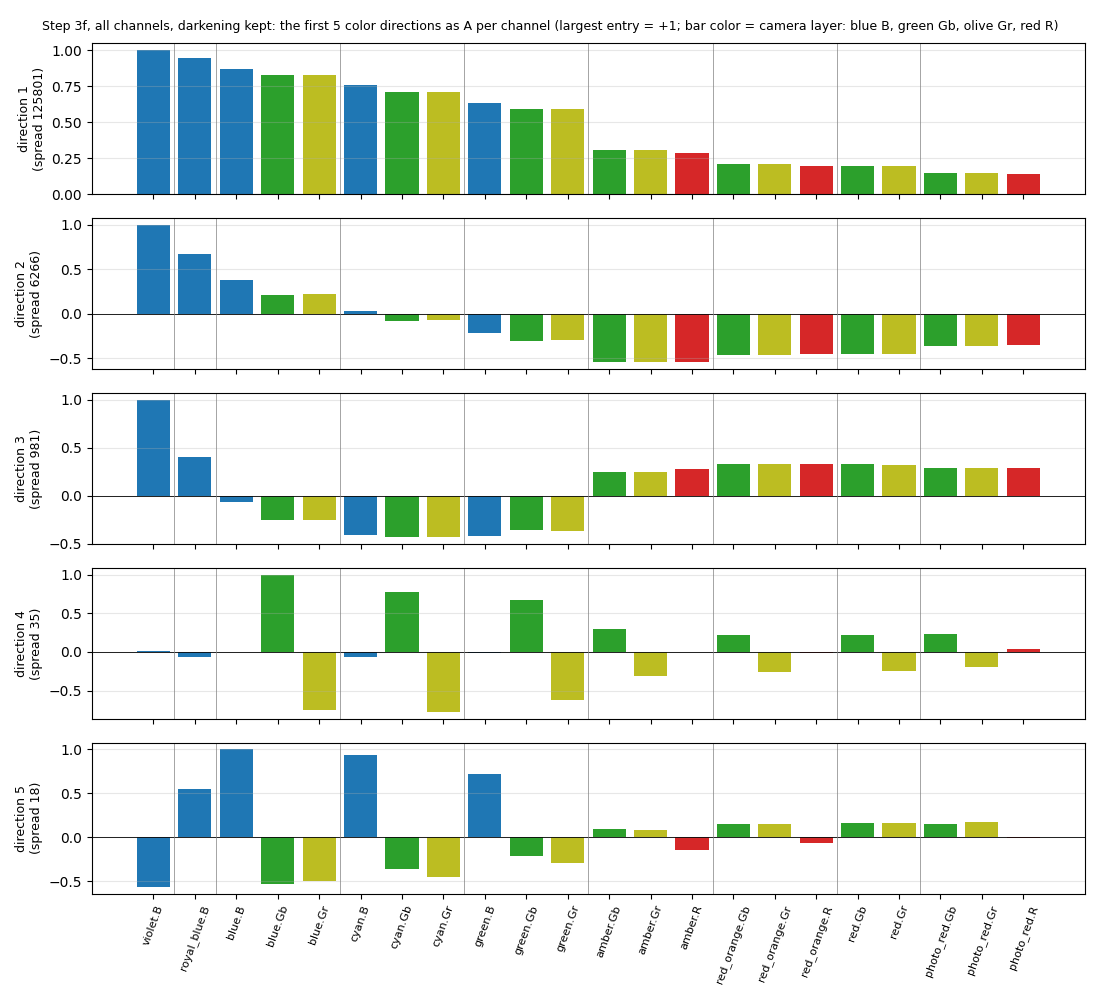 Step 3f, all channels, darkening kept: the first 5 color directions as A per channel (largest entry = +1; bar color = camera layer: blue B, green Gb, olive Gr, red R)
direction 1
(spread 125801)
1.00
0.75
0.50
0.25
0.00
direction 2
(spread 6266)
1.0
0.5
0.0
−0.5
direction 3
(spread 981)
1.0
0.5
0.0
−0.5
direction 4
(spread 35)
1.0
0.5
0.0
−0.5
direction 5
(spread 18)
1.0
0.5
0.0
−0.5
violet.B
royal_blue.B
blue.B
blue.Gb
blue.Gr
cyan.B
cyan.Gb
cyan.Gr
green.B
green.Gb
green.Gr
amber.Gb
amber.Gr
amber.R
red_orange.Gb
red_orange.Gr
red_orange.R
red.Gb
red.Gr
photo_red.Gb
photo_red.Gr
photo_red.R